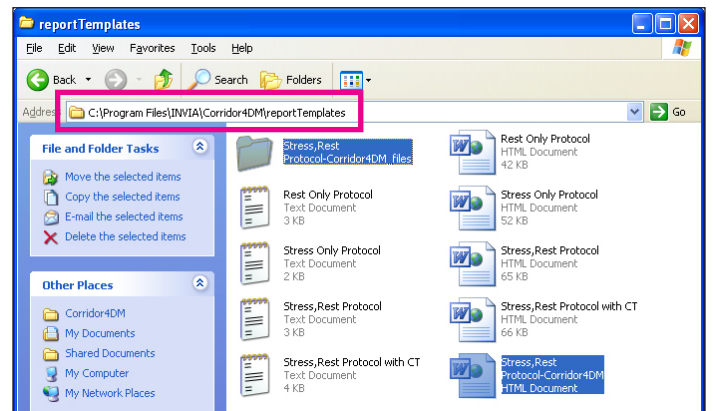 reportTemplates
File Edit View Favorites Tools Help
Back Search Folders
Address C:\Program Files\INVIA\Corridor4DM\reportTemplates Go
File and Folder Tasks
Move the selected items
Copy the selected items
E-mail the selected items
Delete the selected items
Other Places
Corridor4DM
My Documents
Shared Documents
My Computer
My Network Places
Stress,Rest
Protocol-Corridor4DM_files
Rest Only Protocol
HTML Document
42 KB
Rest Only Protocol
Text Document
3 KB
Stress Only Protocol
HTML Document
52 KB
Stress Only Protocol
Text Document
2 KB
Stress,Rest Protocol
HTML Document
65 KB
Stress,Rest Protocol
Text Document
3 KB
Stress,Rest Protocol with CT
HTML Document
66 KB
Stress,Rest Protocol with CT
Text Document
4 KB
Stress,Rest
Protocol-Corridor4DM
HTML Document